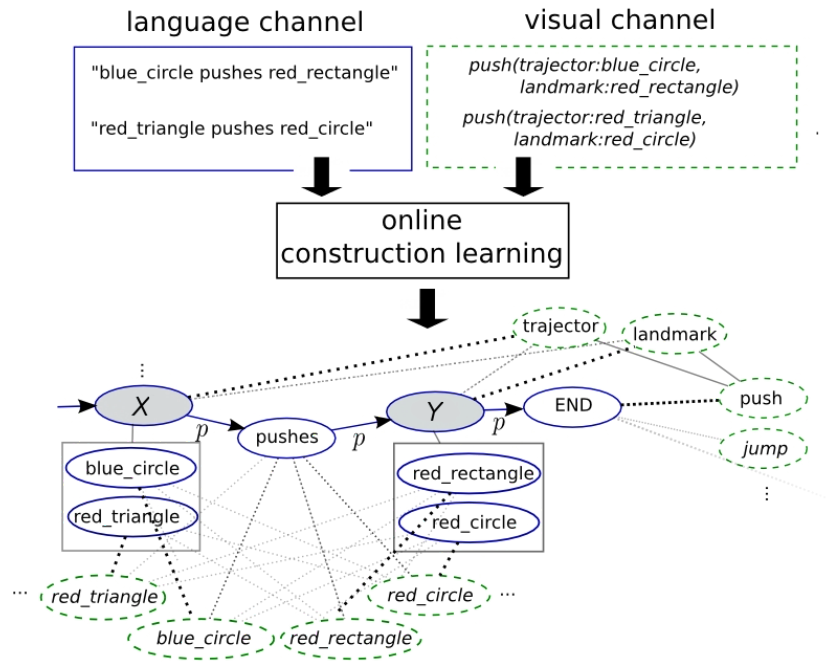 language channel
visual channel
"blue_circle pushes red_rectangle"
"red_triangle pushes red_circle"
push(trajector:blue_circle,
landmark:red_rectangle)
push(trajector:red_triangle,
landmark:red_circle)
online
construction learning
trajector
landmark
...
X
p
pushes
p
Y
p
END
push
jump
...
blue_circle
red_triangle
red_rectangle
red_circle
...
red_triangle
blue_circle
red_rectangle
red_circle
...